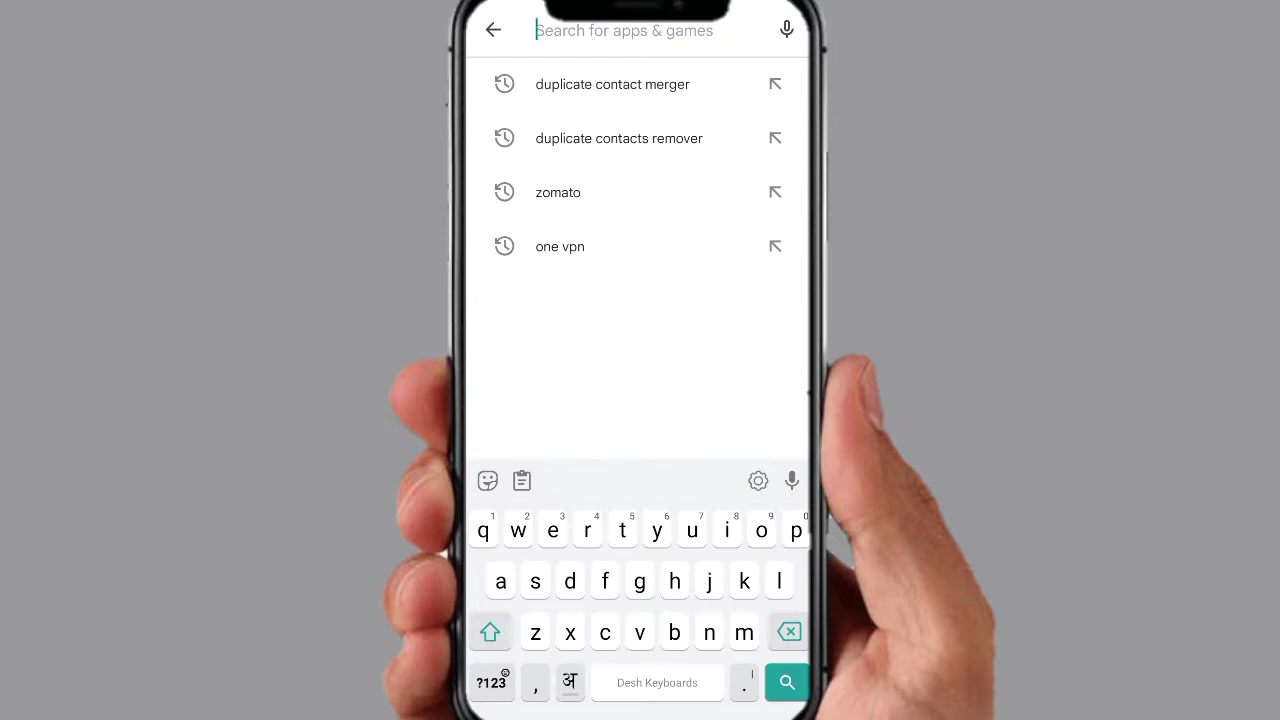 Search for apps & games
duplicate contact merger
duplicate contacts remover
zomato
one vpn
1 2 3 4 5 6 7 8 9 0
q w e r t y u i o p
a s d f g h j k l
z x c v b n m
?123 , अ Desh Keyboards . |